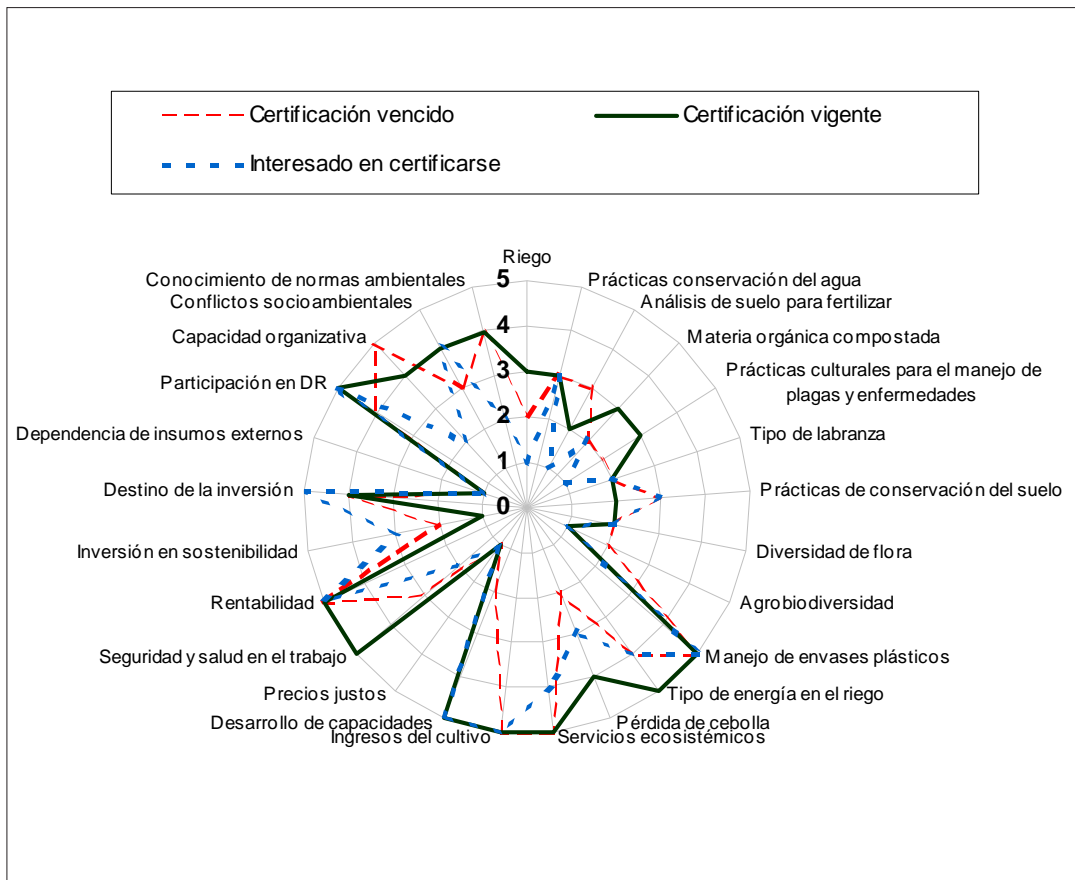 Certificación vencido
Certificación vigente
Interesado en certificarse
Riego
Conocimiento de normas ambientales
5
Prácticas conservación del agua
Conflictos socioambientales
Análisis de suelo para fertilizar
Capacidad organizativa
4
Materia orgánica compostada
Participación en DR
3
Prácticas culturales para el manejo de
plagas y enfermedades
Dependencia de insumos externos
2
Tipo de labranza
1
Destino de la inversión
Prácticas de conservación del suelo
0
Inversión en sostenibilidad
Diversidad de flora
Rentabilidad
Agrobiodiversidad
Seguridad y salud en el trabajo
Manejo de envases plásticos
Precios justos
Tipo de energía en el riego
Desarrollo de capacidades
Pérdida de cebolla
Ingresos del cultivo
Servicios ecosistémicos